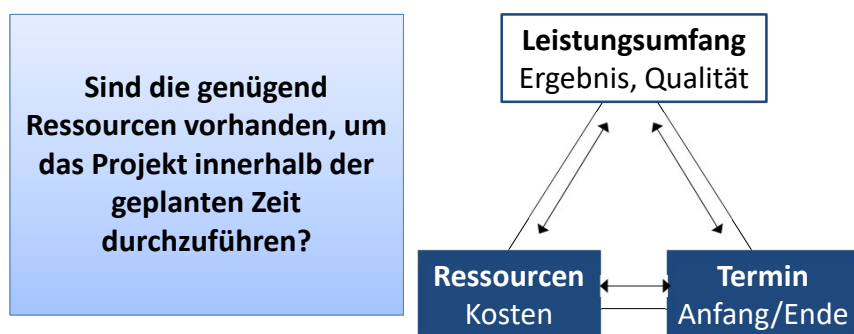 Sind die genügend
Ressourcen vorhanden, um
das Projekt innerhalb der
geplanten Zeit
durchzuführen?
Leistungsumfang
Ergebnis, Qualität
Ressourcen
Kosten
Termin
Anfang/Ende